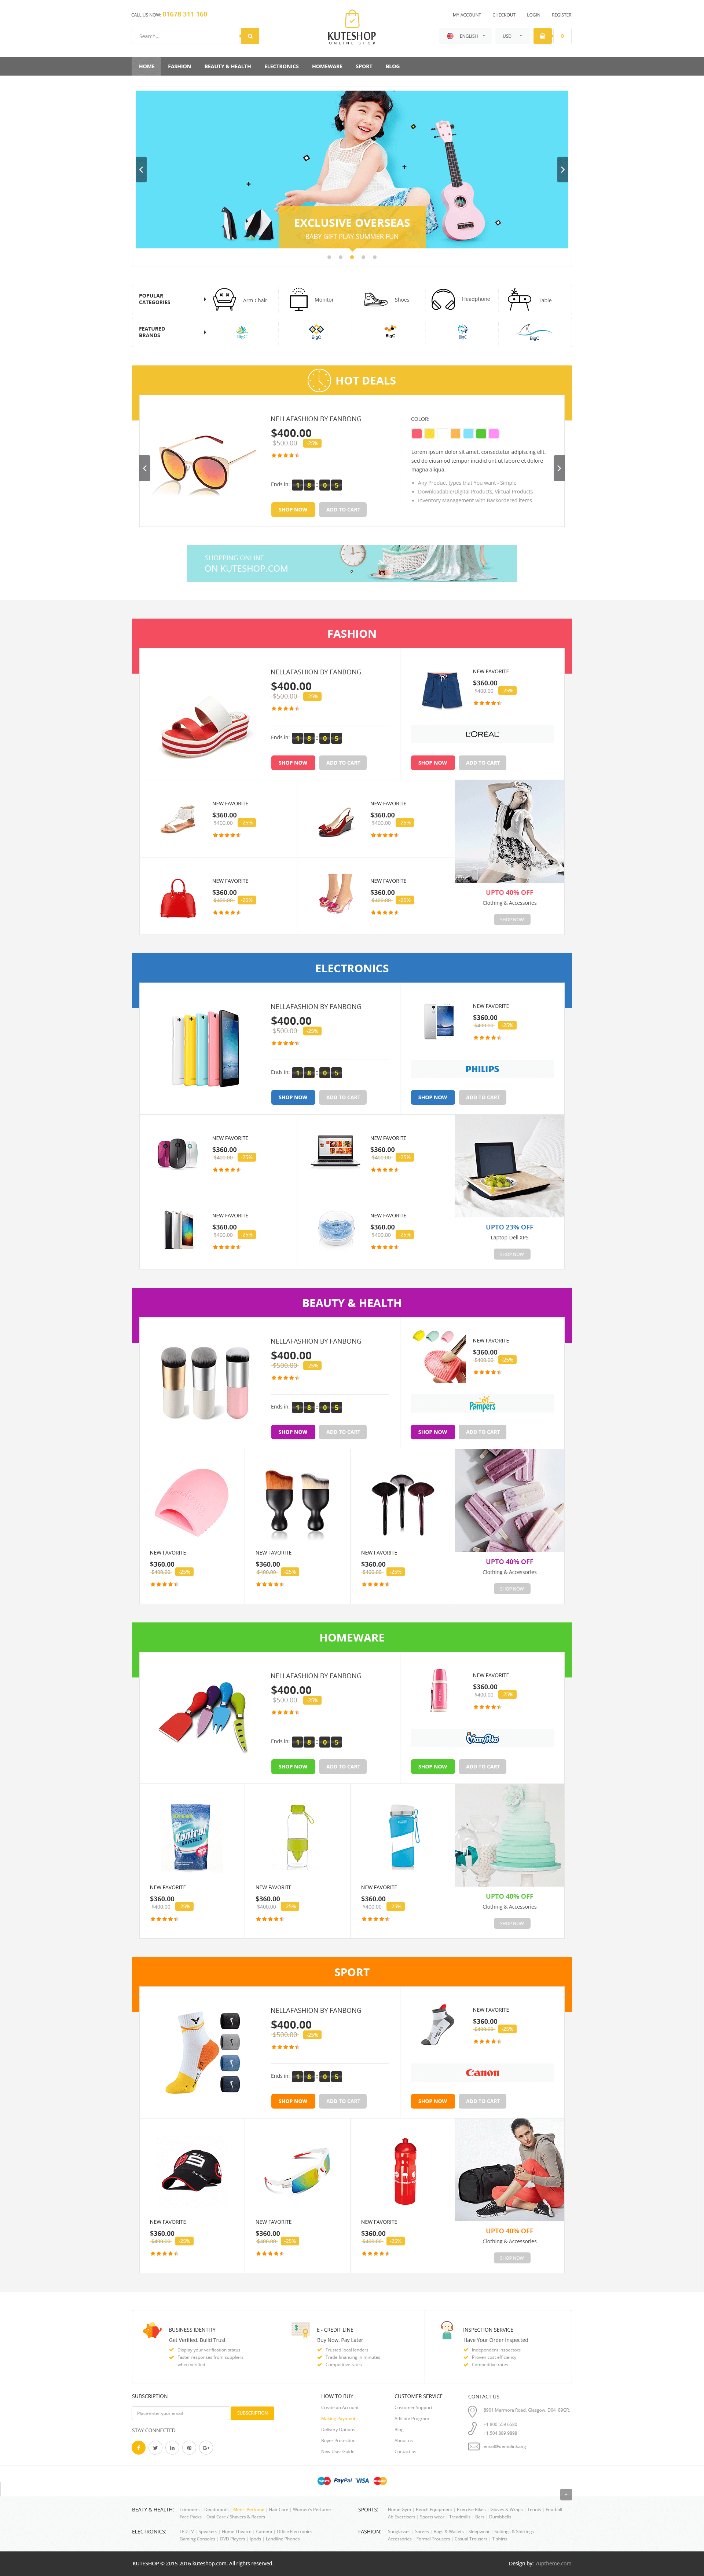 CALL US NOW: 01678 311 160
MY ACCOUNT CHECKOUT LOGIN REGISTER
Search...
KUTESHOP
ONLINE SHOP
ENGLISH USD 0
HOME FASHION BEAUTY & HEALTH ELECTRONICS HOMEWARE SPORT BLOG
EXCLUSIVE OVERSEAS
BABY GIFT PLAY SUMMER FUN
POPULAR CATEGORIES
Arm Chair Monitor Shoes Headphone Table
FEATURED BRANDS
BigC BigC BigC BigC BigC
HOT DEALS
NELLAFASHION BY FANBONG
$400.00
$500.00 -25%
Ends in: 1 8 : 0 5
SHOP NOW ADD TO CART
COLOR:
Lorem ipsum dolor sit amet, consectetur adipiscing elit,
sed do eiusmod tempor incidid unt ut labore et dolore
magna aliqua.
Any Product types that You want - Simple
Downloadable/Digital Products, Virtual Products
Inventory Management with Backordered items
SHOPPING ONLINE
ON KUTESHOP.COM
FASHION
NELLAFASHION BY FANBONG
$400.00
$500.00 -25%
Ends in: 1 8 : 0 5
SHOP NOW ADD TO CART
NEW FAVORITE
$360.00
$400.00 -25%
L'ORÉAL
SHOP NOW ADD TO CART
NEW FAVORITE
$360.00
$400.00 -25%
NEW FAVORITE
$360.00
$400.00 -25%
NEW FAVORITE
$360.00
$400.00 -25%
NEW FAVORITE
$360.00
$400.00 -25%
UPTO 40% OFF
Clothing & Accessories
SHOP NOW
ELECTRONICS
NELLAFASHION BY FANBONG
$400.00
$500.00 -25%
Ends in: 1 8 : 0 5
SHOP NOW ADD TO CART
NEW FAVORITE
$360.00
$400.00 -25%
PHILIPS
SHOP NOW ADD TO CART
NEW FAVORITE
$360.00
$400.00 -25%
NEW FAVORITE
$360.00
$400.00 -25%
NEW FAVORITE
$360.00
$400.00 -25%
NEW FAVORITE
$360.00
$400.00 -25%
UPTO 23% OFF
Laptop-Dell XPS
SHOP NOW
BEAUTY & HEALTH
NELLAFASHION BY FANBONG
$400.00
$500.00 -25%
Ends in: 1 8 : 0 5
SHOP NOW ADD TO CART
NEW FAVORITE
$360.00
$400.00 -25%
Pampers
SHOP NOW ADD TO CART
NEW FAVORITE
$360.00
$400.00 -25%
NEW FAVORITE
$360.00
$400.00 -25%
NEW FAVORITE
$360.00
$400.00 -25%
UPTO 40% OFF
Clothing & Accessories
SHOP NOW
HOMEWARE
NELLAFASHION BY FANBONG
$400.00
$500.00 -25%
Ends in: 1 8 : 0 5
SHOP NOW ADD TO CART
NEW FAVORITE
$360.00
$400.00 -25%
MamyPoko
SHOP NOW ADD TO CART
Kontrol
NEW FAVORITE
$360.00
$400.00 -25%
NEW FAVORITE
$360.00
$400.00 -25%
NEW FAVORITE
$360.00
$400.00 -25%
UPTO 40% OFF
Clothing & Accessories
SHOP NOW
SPORT
NELLAFASHION BY FANBONG
$400.00
$500.00 -25%
Ends in: 1 8 : 0 5
SHOP NOW ADD TO CART
NEW FAVORITE
$360.00
$400.00 -25%
Canon
SHOP NOW ADD TO CART
NEW FAVORITE
$360.00
$400.00 -25%
NEW FAVORITE
$360.00
$400.00 -25%
NEW FAVORITE
$360.00
$400.00 -25%
UPTO 40% OFF
Clothing & Accessories
SHOP NOW
BUSINESS IDENTITY
Get Verified, Build Trust
Display your verification status
Faster responses from suppliers
when verified
E - CREDIT LINE
Buy Now, Pay Later
Trusted local lenders
Trade financing in minutes
Competitive rates
INSPECTION SERVICE
Have Your Order Inspected
Independent inspectors
Proven cost efficieny
Competitive rates
SUBSCRIPTION
Place enter your email SUBSCRIPTION
STAY CONNECTED
HOW TO BUY
Create an Account
Making Payments
Delivery Options
Buyer Protection
New User Guide
CUSTOMER SERVICE
Customer Support
Affiliate Program
Blog
About us
Contact us
CONTACT US
8901 Marmora Road, Glasgow, D04 89GR.
+1 800 559 6580
+1 504 889 9898
email@demolink.org
PayPal VISA
BEATY & HEALTH: Trimmers | Deodorants | Men's Perfume | Hair Care | Women's Perfume
Face Packs | Oral Care / Shavers & Razers
SPORTS: Home Gym | Bench Equipment | Exercise Bikes | Gloves & Wraps | Tennis | Football
Ab Exercisers | Sports wear | Treadmills | Bars | Dumbbells
ELECTRONICS: LED TV | Speakers | Home Theatre | Camera | Office Electronics
Gaming Consoles | DVD Players | Ipods | Landline Phones
FASHION: Sunglasses | Sarees | Bags & Wallets | Sleepwear | Suitings & Shirtings
Accessories | Formal Trousers | Casual Trousers | T-shirts
KUTESHOP © 2015-2016 kuteshop.com. All rights reserved.
Design by: 7uptheme.com